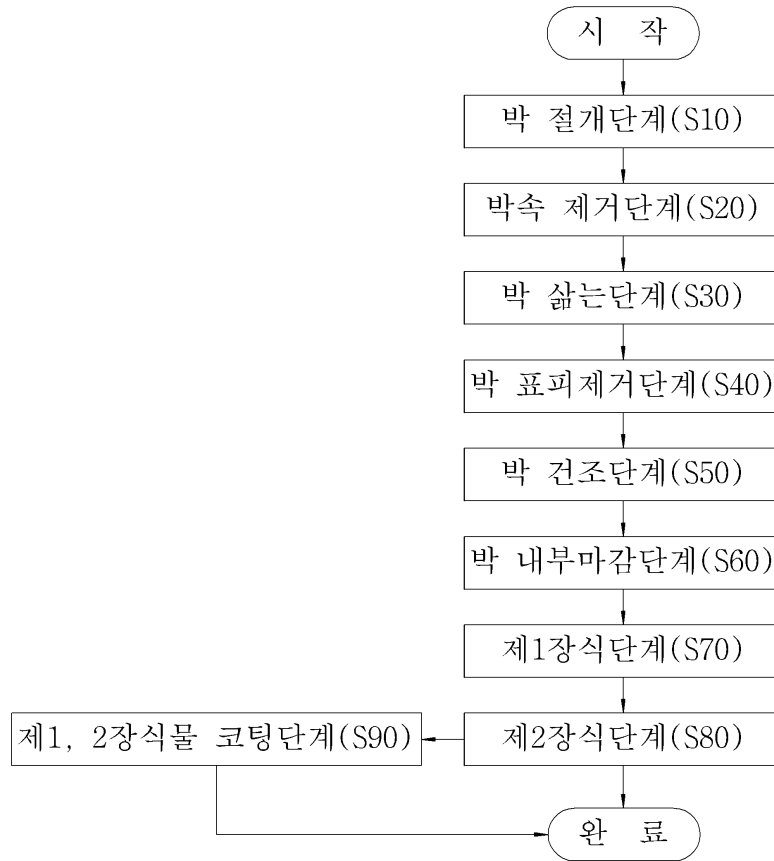 시 작
박 절개단계(S10)
박속 제거단계(S20)
박 삶는단계(S30)
박 표피제거단계(S40)
박 건조단계(S50)
박 내부마감단계(S60)
제1장식단계(S70)
제1, 2장식물 코팅단계(S90)
제2장식단계(S80)
완 료